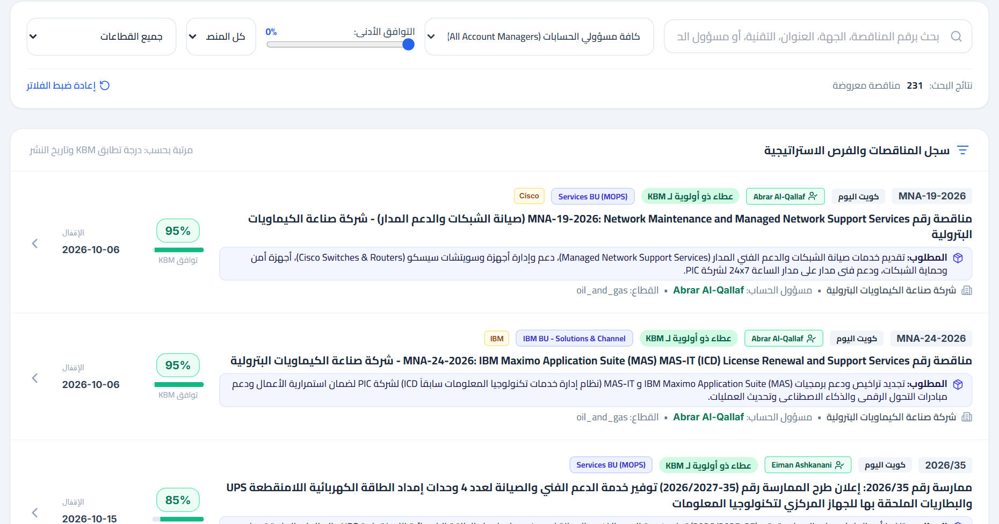 بحث برقم المناقصة، الجهة، العنوان، التقنية، أو مسؤول الح
كافة مسؤولي الحسابات (All Account Managers)
التوافق الأدنى:
0%
كل المنص
جميع القطاعات
نتائج البحث: 231 مناقصة معروضة
إعادة ضبط الفلاتر
سجل المناقصات والفرص الاستراتيجية
مرتبة بحسب: درجة تطابق KBM وتاريخ النشر
MNA-19-2026
كويت اليوم
Abrar Al-Qallaf
عطاء ذو أولوية لـ KBM
Services BU (MOPS)
Cisco
مناقصة رقم MNA-19-2026: Network Maintenance and Managed Network Support Services (صيانة الشبكات والدعم المدار) - شركة صناعة الكيماويات
البترولية
المطلوب: تقديم خدمات صيانة الشبكات والدعم الفني المدار (Managed Network Support Services)، دعم وإدارة أجهزة وسويتشات سيسكو (Cisco Switches & Routers)، أجهزة أمن
وحماية الشبكات، ودعم فني مدار على مدار الساعة 24x7 لشركة PIC.
شركة صناعة الكيماويات البترولية ▪ مسؤول الحساب: Abrar Al-Qallaf ▪ القطاع: oil_and_gas
95%
توافق KBM
الإقفال
2026-10-06
MNA-24-2026
كويت اليوم
Abrar Al-Qallaf
عطاء ذو أولوية لـ KBM
IBM BU - Solutions & Channel
IBM
مناقصة رقم MNA-24-2026: IBM Maximo Application Suite (MAS) MAS-IT (ICD) License Renewal and Support Services - شركة صناعة الكيماويات البترولية
المطلوب: تجديد تراخيص ودعم برمجيات IBM Maximo Application Suite (MAS) و MAS-IT (نظام إدارة خدمات تكنولوجيا المعلومات سابقاً ICD) لشركة PIC لضمان استمرارية الأعمال ودعم
مبادرات التحول الرقمي والذكاء الاصطناعي وتحديث العمليات.
شركة صناعة الكيماويات البترولية ▪ مسؤول الحساب: Abrar Al-Qallaf ▪ القطاع: oil_and_gas
95%
توافق KBM
الإقفال
2026-10-06
2026/35
كويت اليوم
Eiman Ashkanani
عطاء ذو أولوية لـ KBM
Services BU (MOPS)
ممارسة رقم 2026/35: إعلان طرح الممارسة رقم (35-2026/2027) توفير خدمة الدعم الفني والصيانة لعدد 4 وحدات إمداد الطاقة الكهربائية اللامنقطعة UPS
والبطاريات الملحقة بها للجهاز المركزي لتكنولوجيا المعلومات
85%
الإقفال
2026-10-15